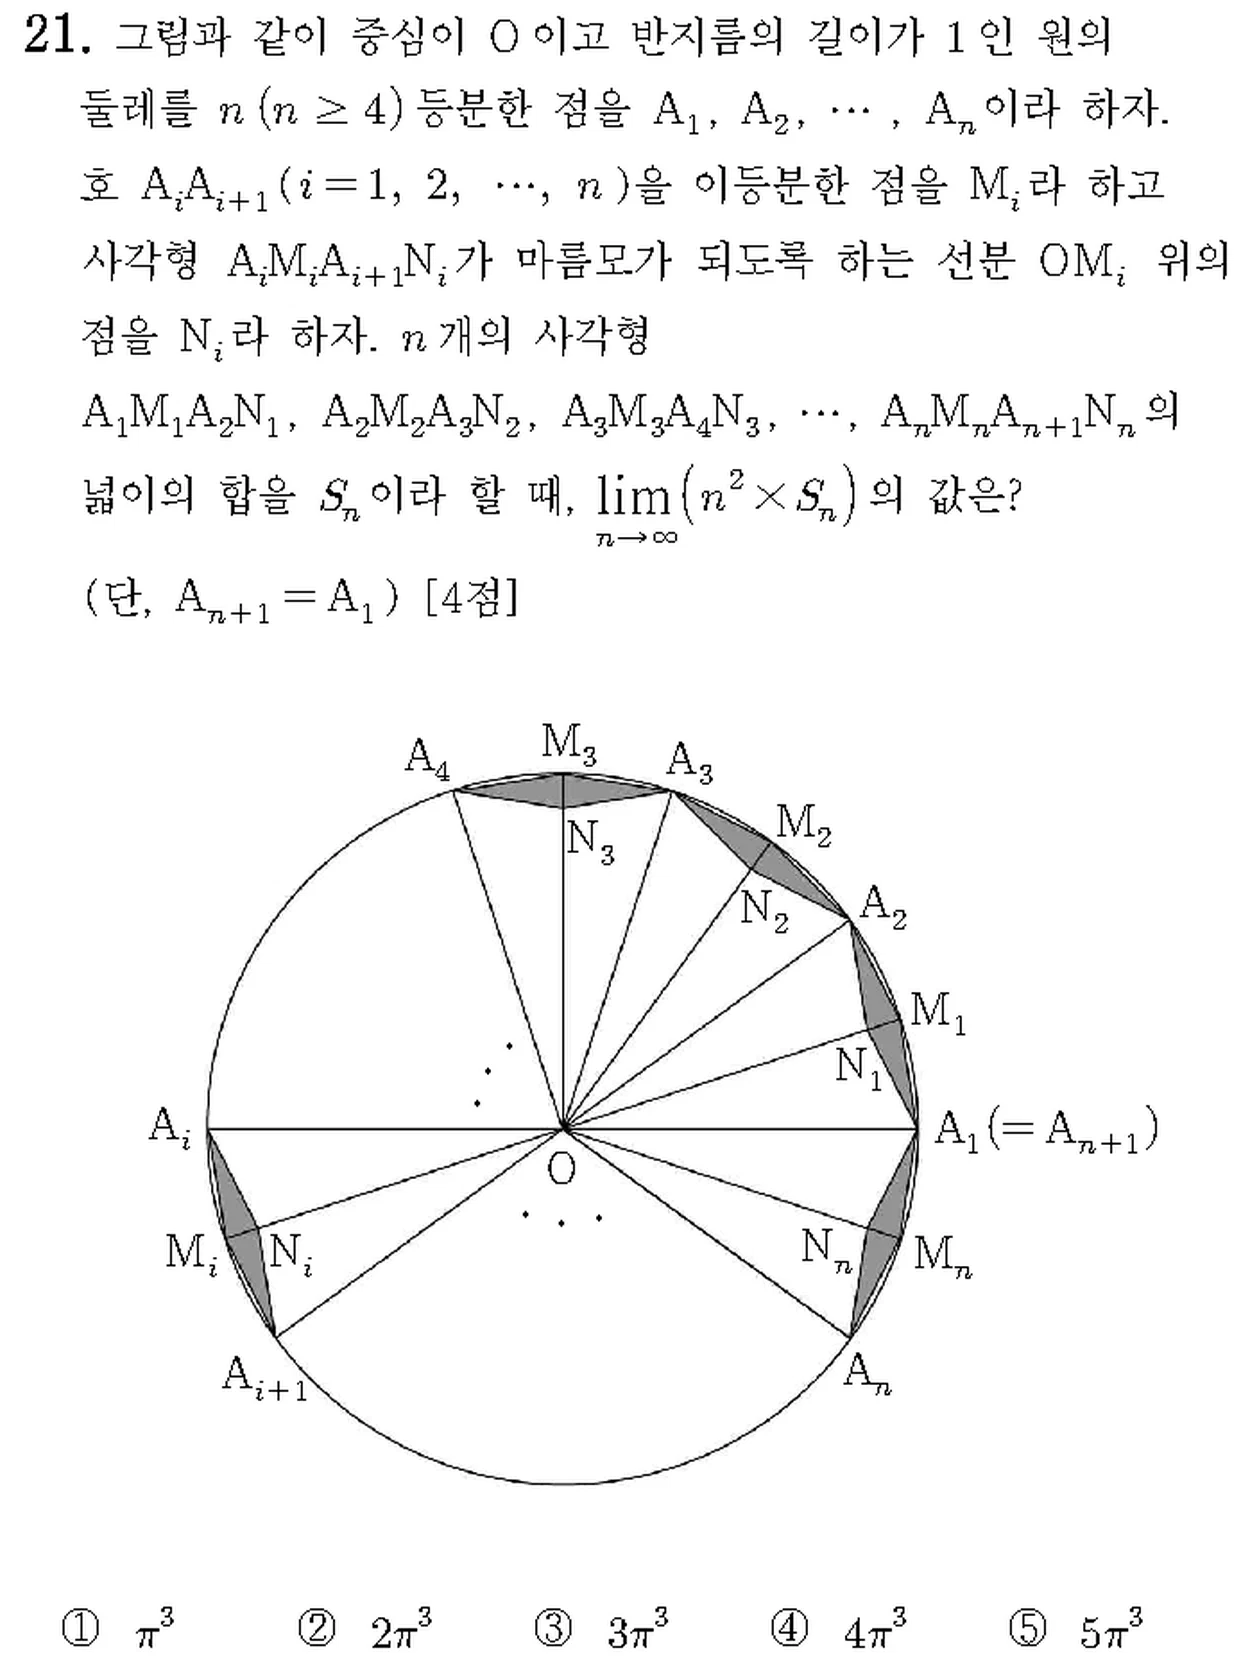 21. 그림과 같이 중심이 O이고 반지름의 길이가 1인 원의
둘레를 n(n ≥ 4)등분한 점을 A₁, A₂, ⋯, Aₙ이라 하자.
호 AᵢAᵢ₊₁(i=1, 2, ⋯, n)을 이등분한 점을 Mᵢ라 하고
사각형 AᵢMᵢAᵢ₊₁Nᵢ가 마름모가 되도록 하는 선분 OMᵢ 위의
점을 Nᵢ라 하자. n개의 사각형
A₁M₁A₂N₁, A₂M₂A₃N₂, A₃M₃A₄N₃, ⋯, AₙMₙAₙ₊₁Nₙ의
넓이의 합을 Sₙ이라 할 때, lim(n→∞)(n²×Sₙ)의 값은?
(단, Aₙ₊₁=A₁) [4점]
A₄ M₃ A₃
M₂
N₃
N₂ A₂
M₁
N₁
Aᵢ A₁(=Aₙ₊₁)
O
Mᵢ Nᵢ Nₙ Mₙ
Aᵢ₊₁ Aₙ
① π³ ② 2π³ ③ 3π³ ④ 4π³ ⑤ 5π³